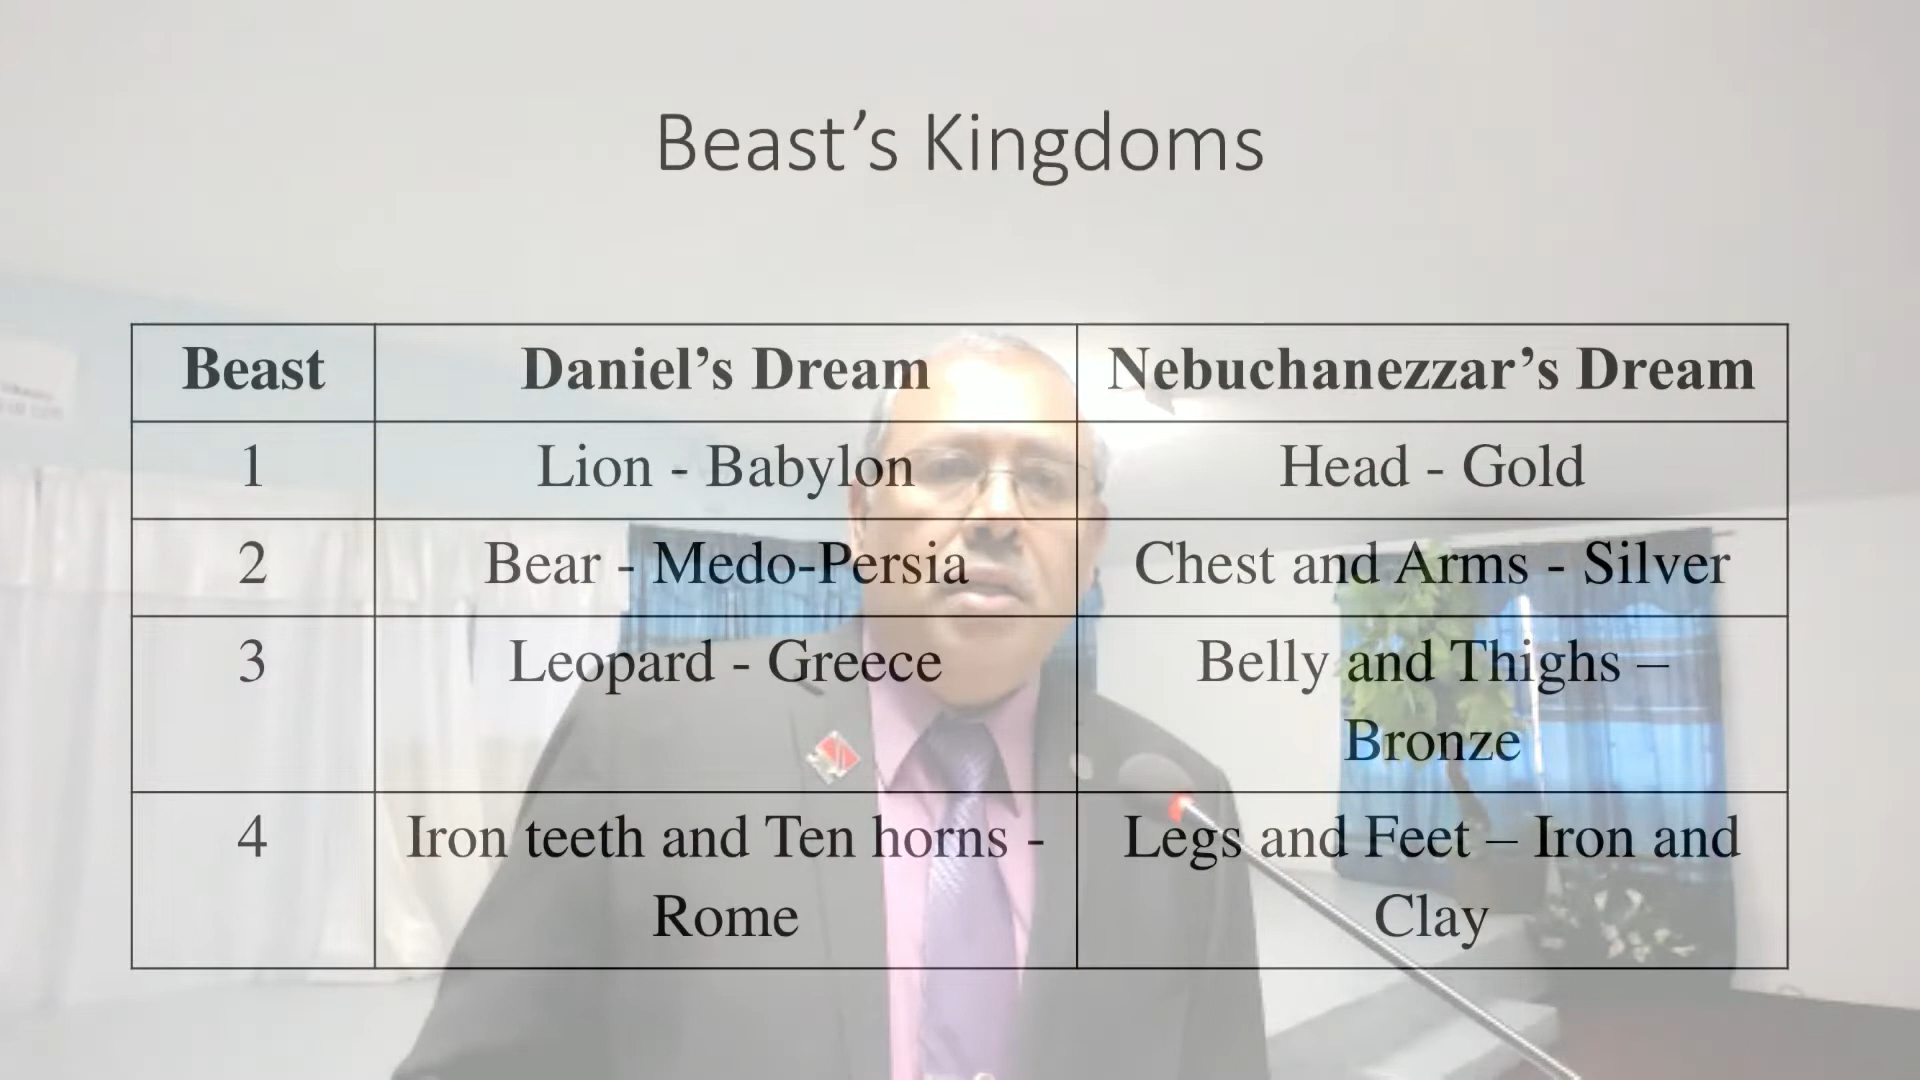 Beast’s Kingdoms
Beast Daniel’s Dream Nebuchanezzar’s Dream
1 Lion - Babylon Head - Gold
2 Bear - Medo-Persia Chest and Arms - Silver
3 Leopard - Greece Belly and Thighs –
Bronze
4 Iron teeth and Ten horns - Legs and Feet – Iron and
Rome Clay